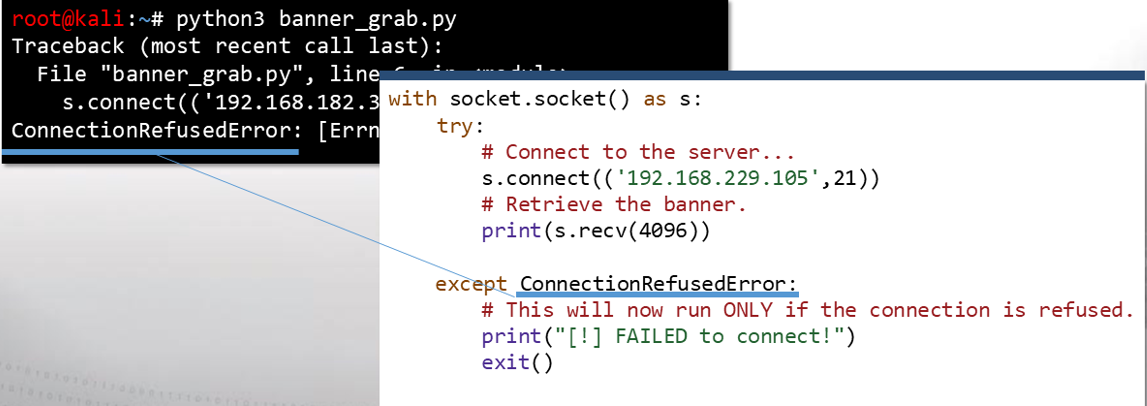 root@kali:~# python3 banner_grab.py
Traceback (most recent call last):
  File "banner_grab.py", line
    s.connect(('192.168.182.3
ConnectionRefusedError: [Errn
with socket.socket() as s:
    try:
        # Connect to the server...
        s.connect(('192.168.229.105',21))
        # Retrieve the banner.
        print(s.recv(4096))
    except ConnectionRefusedError:
        # This will now run ONLY if the connection is refused.
        print("[!] FAILED to connect!")
        exit()